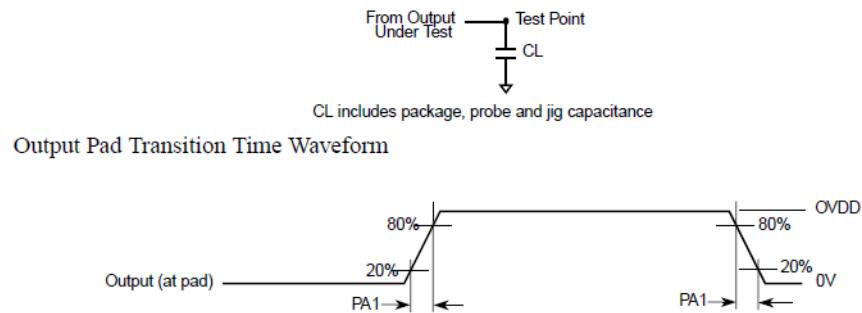 From Output Test Point
Under Test
CL
CL includes package, probe and jig capacitance
Output Pad Transition Time Waveform
OVDD
80% 80%
20% 20%
Output (at pad) 0V
PA1 PA1